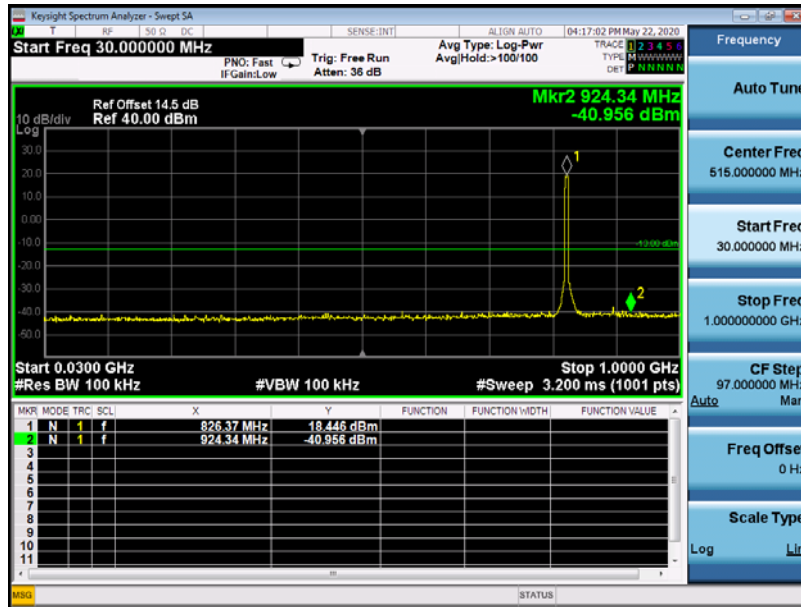 Keysight Spectrum Analyzer - Swept SA
T RF 50 Ω DC SENSE:INT ALIGN AUTO 04:17:02 PM May 22, 2020
Start Freq 30.000000 MHz
PNO: Fast
IFGain:Low
Trig: Free Run
Atten: 36 dB
Avg Type: Log-Pwr
Avg|Hold:>100/100
TRACE 1 2 3 4 5 6
TYPE M W W W W W
DET P N N N N N
Ref Offset 14.5 dB
Ref 40.00 dBm
10 dB/div
Log
Mkr2 924.34 MHz
-40.956 dBm
30.0
20.0
10.0
0.00
-10.0
-20.0
-30.0
-40.0
-50.0
1
-13.00 dBm
2
Start 0.0300 GHz Stop 1.0000 GHz
#Res BW 100 kHz #VBW 100 kHz #Sweep 3.200 ms (1001 pts)
MKR MODE TRC SCL X Y FUNCTION FUNCTION WIDTH FUNCTION VALUE
1 N 1 f 826.37 MHz 18.446 dBm
2 N 1 f 924.34 MHz -40.956 dBm
3
4
5
6
7
8
9
10
11
MSG STATUS
Frequency
Auto Tune
Center Freq
515.000000 MHz
Start Freq
30.000000 MHz
Stop Freq
1.000000000 GHz
CF Step
97.000000 MHz
Auto Man
Freq Offset
0 Hz
Scale Type
Log Lin